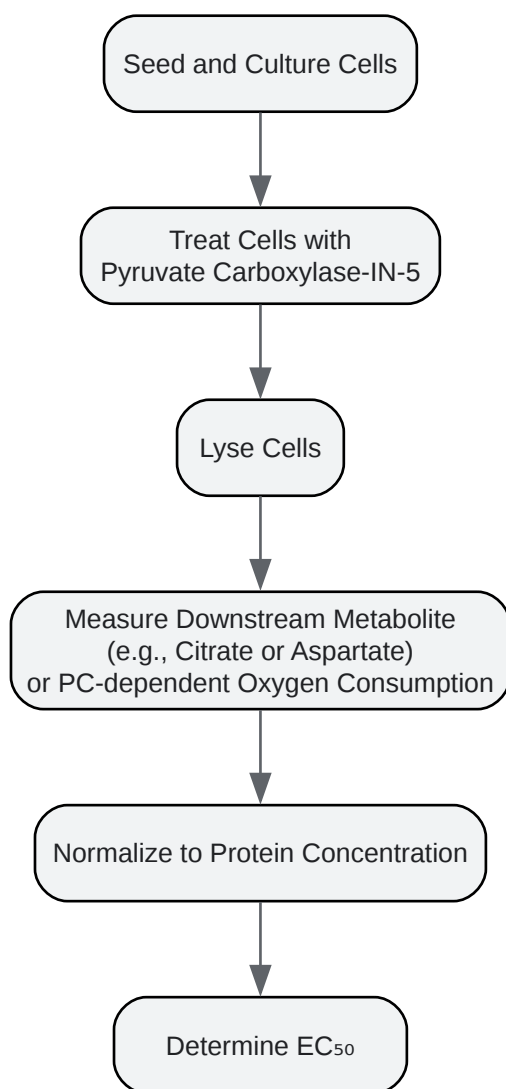 Seed and Culture Cells
Treat Cells with
Pyruvate Carboxylase-IN-5
Lyse Cells
Measure Downstream Metabolite
(e.g., Citrate or Aspartate)
or PC-dependent Oxygen Consumption
Normalize to Protein Concentration
Determine EC₅₀